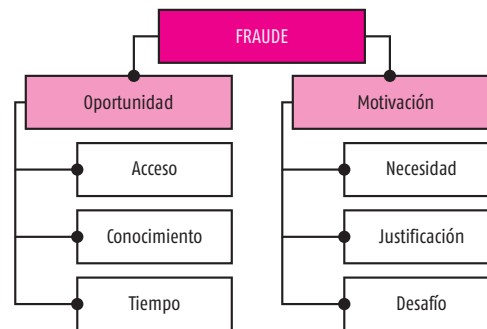 FRAUDE
Oportunidad
Motivación
Acceso
Necesidad
Conocimiento
Justificación
Tiempo
Desafío